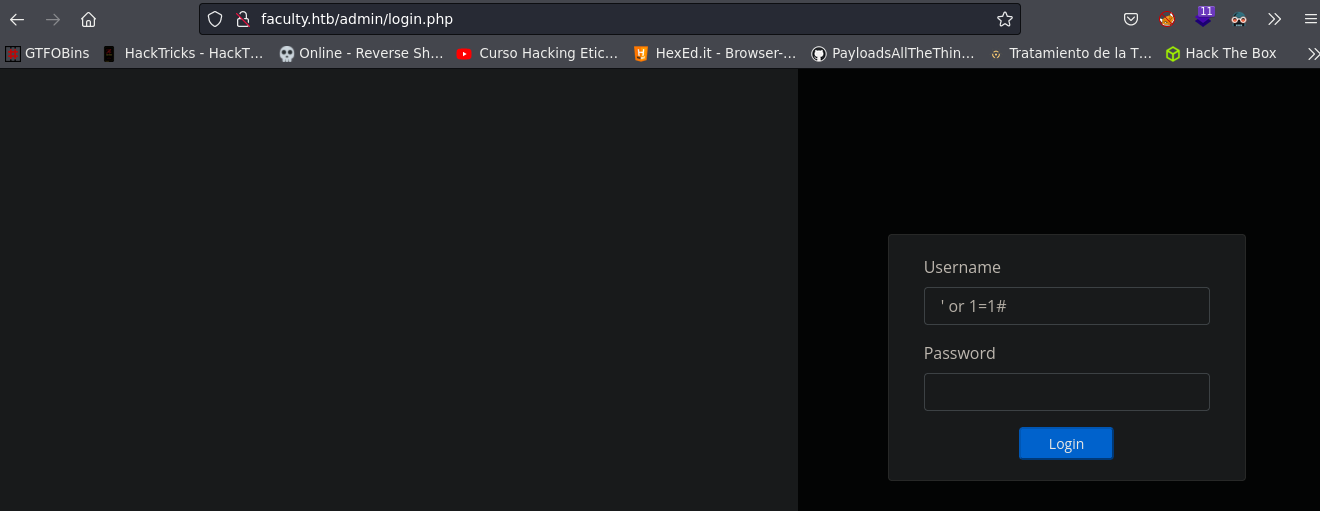 faculty.htb/admin/login.php
11
GTFOBins HackTricks - HackT… Online - Reverse Sh… Curso Hacking Etic… HexEd.it - Browser-… PayloadsAllTheThin… Tratamiento de la T… Hack The Box
Username
' or 1=1#
Password
Login